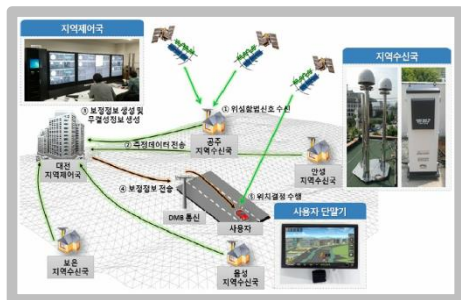 지역제어국
지역수신국
③ 보정정보 생성 및
무결성정보 생성
① 위성항법신호 수신
② 측정데이터 전송
공주
지역수신국
대전
지역제어국
안성
지역수신국
④ 보정정보 전송
⑤ 위치결정 수행
DMB 통신
사용자
사용자 단말기
보은
지역수신국
음성
지역수신국